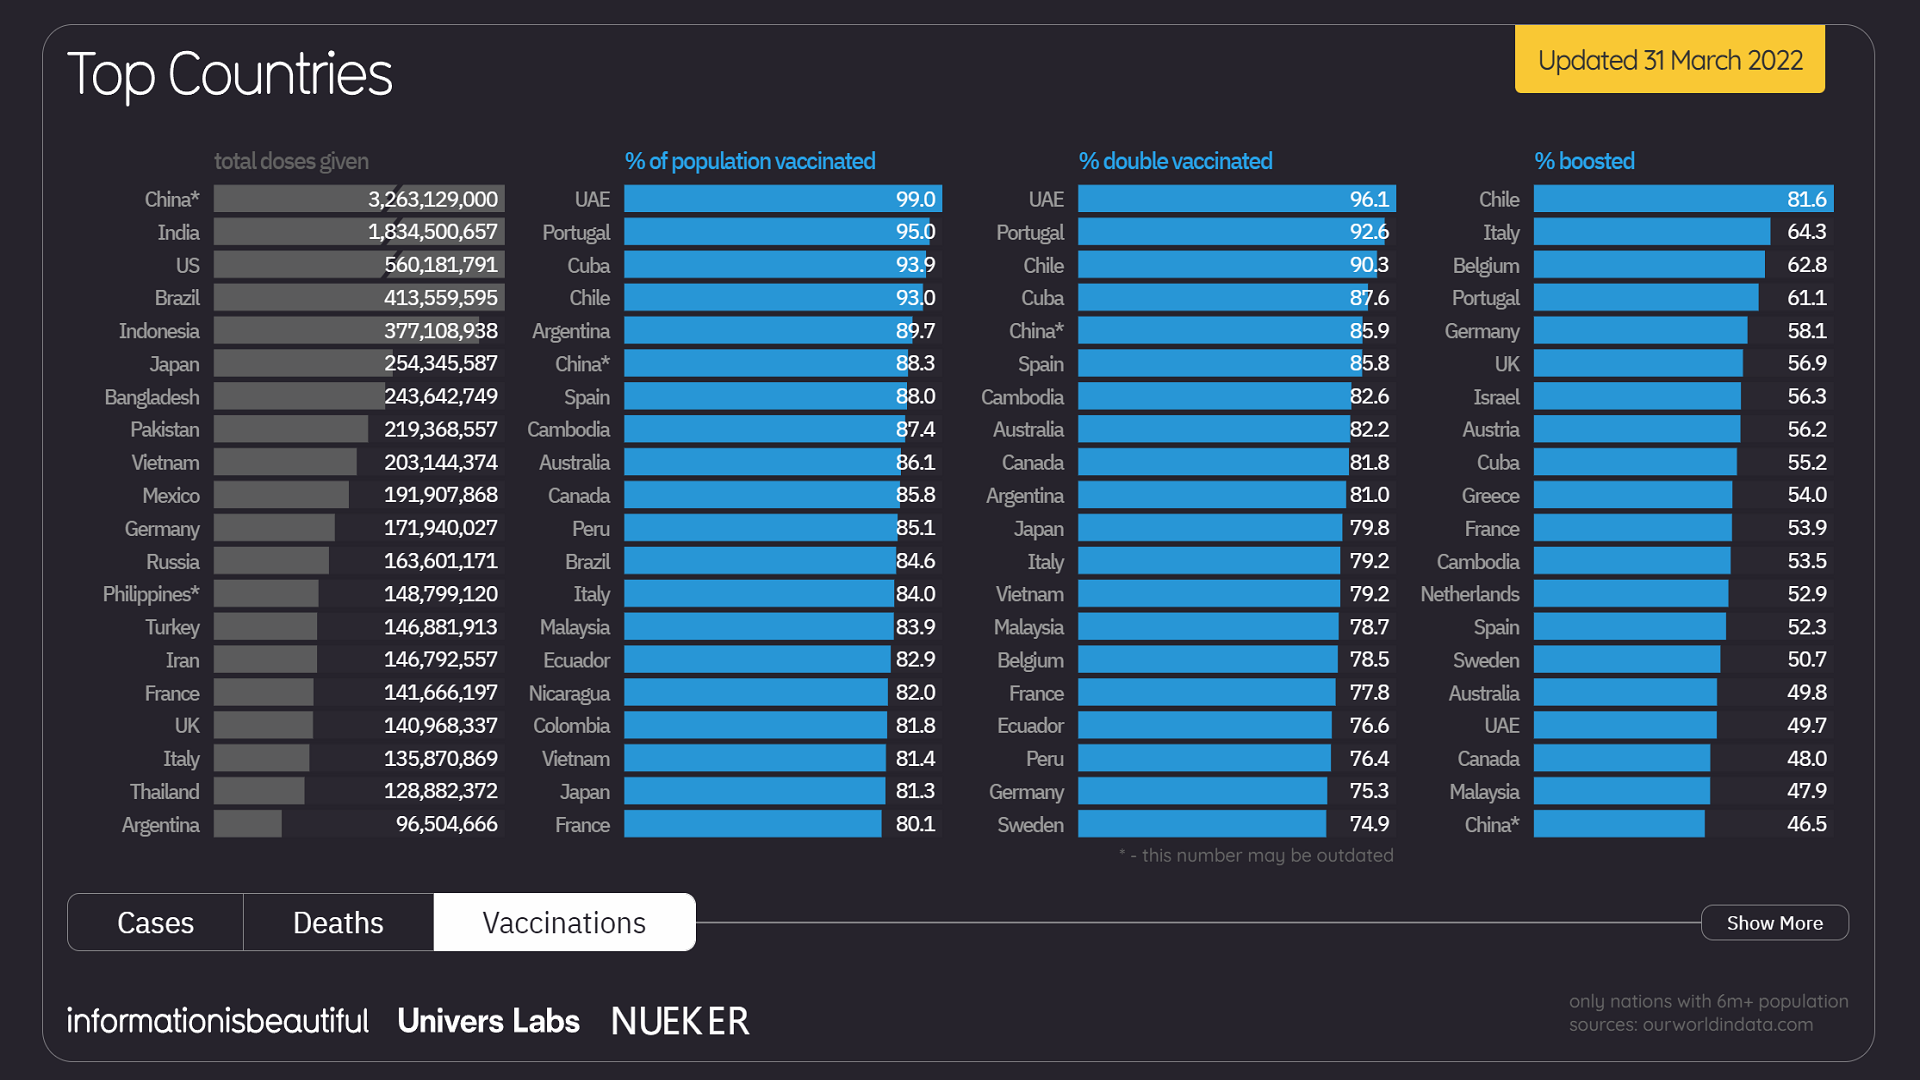 Top Countries
Updated 31 March 2022
total doses given
China* 3,263,129,000
India 1,834,500,657
US 560,181,791
Brazil 413,559,595
Indonesia 377,108,938
Japan 254,345,587
Bangladesh 243,642,749
Pakistan 219,368,557
Vietnam 203,144,374
Mexico 191,907,868
Germany 171,940,027
Russia 163,601,171
Philippines* 148,799,120
Turkey 146,881,913
Iran 146,792,557
France 141,666,197
UK 140,968,337
Italy 135,870,869
Thailand 128,882,372
Argentina 96,504,666
% of population vaccinated
UAE 99.0
Portugal 95.0
Cuba 93.9
Chile 93.0
Argentina 89.7
China* 88.3
Spain 88.0
Cambodia 87.4
Australia 86.1
Canada 85.8
Peru 85.1
Brazil 84.6
Italy 84.0
Malaysia 83.9
Ecuador 82.9
Nicaragua 82.0
Colombia 81.8
Vietnam 81.4
Japan 81.3
France 80.1
% double vaccinated
UAE 96.1
Portugal 92.6
Chile 90.3
Cuba 87.6
China* 85.9
Spain 85.8
Cambodia 82.6
Australia 82.2
Canada 81.8
Argentina 81.0
Japan 79.8
Italy 79.2
Vietnam 79.2
Malaysia 78.7
Belgium 78.5
France 77.8
Ecuador 76.6
Peru 76.4
Germany 75.3
Sweden 74.9
* - this number may be outdated
% boosted
Chile 81.6
Italy 64.3
Belgium 62.8
Portugal 61.1
Germany 58.1
UK 56.9
Israel 56.3
Austria 56.2
Cuba 55.2
Greece 54.0
France 53.9
Cambodia 53.5
Netherlands 52.9
Spain 52.3
Sweden 50.7
Australia 49.8
UAE 49.7
Canada 48.0
Malaysia 47.9
China* 46.5
Cases Deaths Vaccinations Show More
informationisbeautiful Univers Labs NUEKER
only nations with 6m+ population
sources: ourworldindata.com